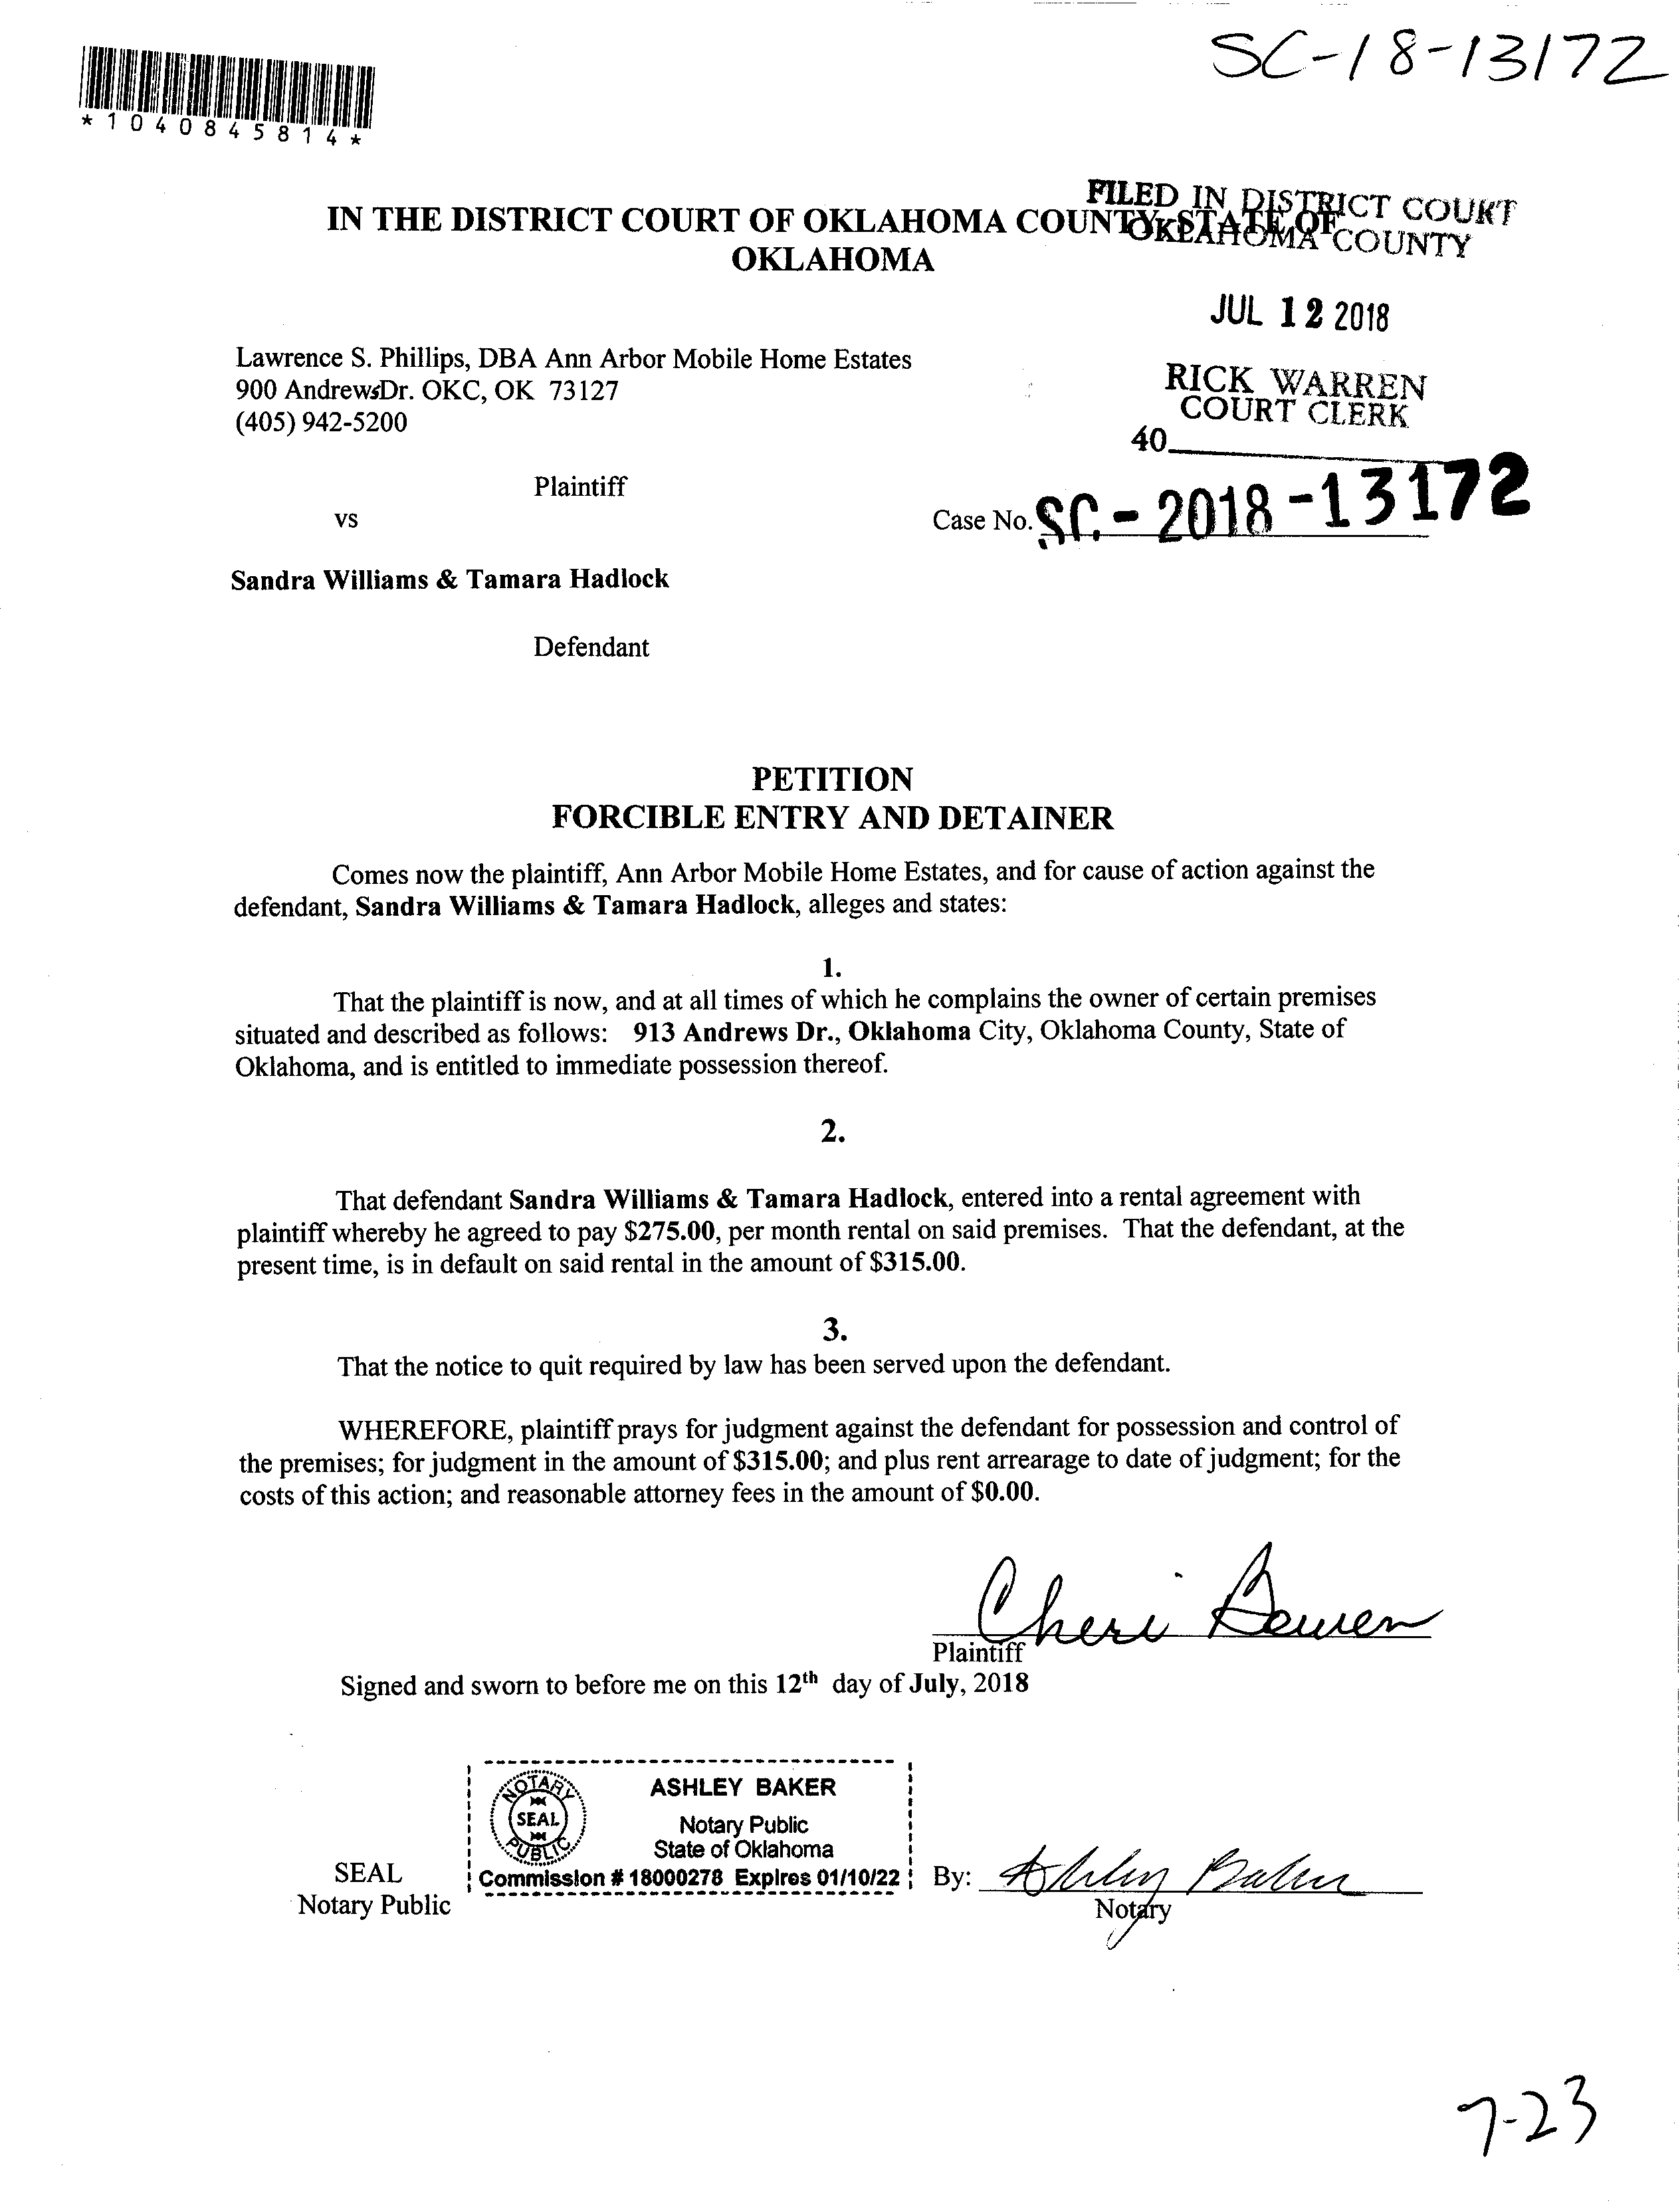 SC-18-13172
*1040845814*
FILED IN DISTRICT COURT
OKLAHOMA COUNTY
IN THE DISTRICT COURT OF OKLAHOMA COUNTY, STATE OF
OKLAHOMA
JUL 12 2018
Lawrence S. Phillips, DBA Ann Arbor Mobile Home Estates
900 AndrewsDr. OKC, OK 73127
(405) 942-5200
RICK WARREN
COURT CLERK
40
Plaintiff
vs
Case No. SC - 2018 - 13172
Sandra Williams & Tamara Hadlock
Defendant
PETITION
FORCIBLE ENTRY AND DETAINER
Comes now the plaintiff, Ann Arbor Mobile Home Estates, and for cause of action against the
defendant, Sandra Williams & Tamara Hadlock, alleges and states:
1.
That the plaintiff is now, and at all times of which he complains the owner of certain premises
situated and described as follows: 913 Andrews Dr., Oklahoma City, Oklahoma County, State of
Oklahoma, and is entitled to immediate possession thereof.
2.
That defendant Sandra Williams & Tamara Hadlock, entered into a rental agreement with
plaintiff whereby he agreed to pay $275.00, per month rental on said premises. That the defendant, at the
present time, is in default on said rental in the amount of $315.00.
3.
That the notice to quit required by law has been served upon the defendant.
WHEREFORE, plaintiff prays for judgment against the defendant for possession and control of
the premises; for judgment in the amount of $315.00; and plus rent arrearage to date of judgment; for the
costs of this action; and reasonable attorney fees in the amount of $0.00.
Cheri Bowen
Plaintiff
Signed and sworn to before me on this 12th day of July, 2018
NOTARY
SEAL
PUBLIC
ASHLEY BAKER
Notary Public
State of Oklahoma
Commission # 18000278 Expires 01/10/22
SEAL
Notary Public
By: Ashley Baker
Notary
7-23